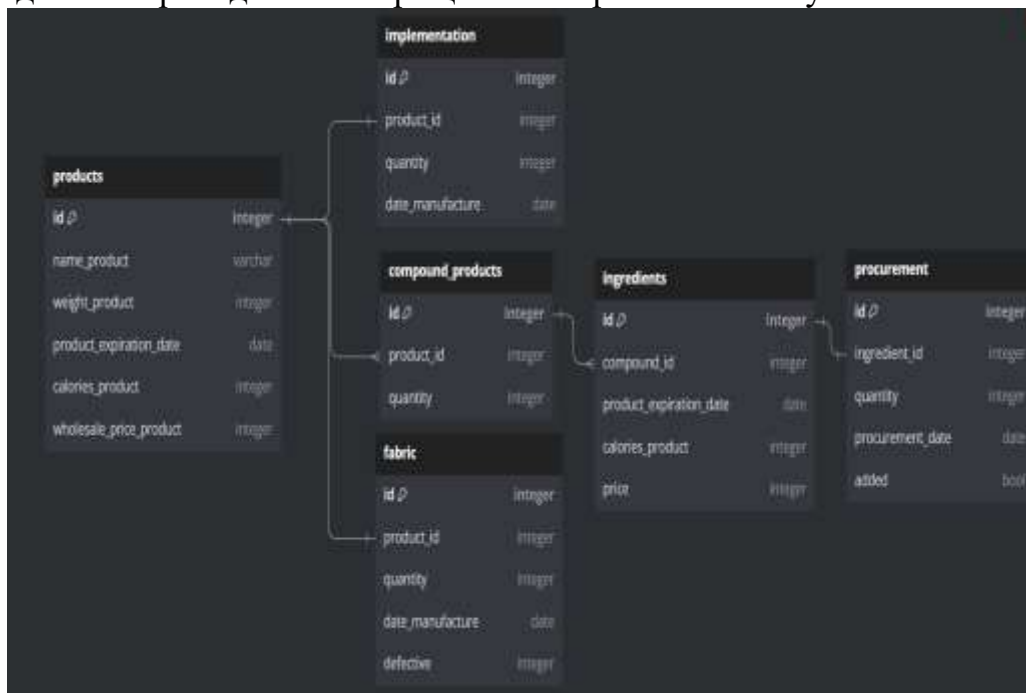 implementation
id integer
product_id integer
quantity integer
date_manufacture date
products
id integer
name_product varchar
weight_product integer
product_expiration_date date
calories_product integer
wholesale_price_product integer
compound_products
id integer
product_id integer
quantity integer
ingredients
id integer
compound_id integer
product_expiration_date date
calories_product integer
price integer
procurement
id integer
ingredient_id integer
quantity integer
procurement_date date
added bool
fabric
id integer
product_id integer
quantity integer
date_manufacture date
defective integer